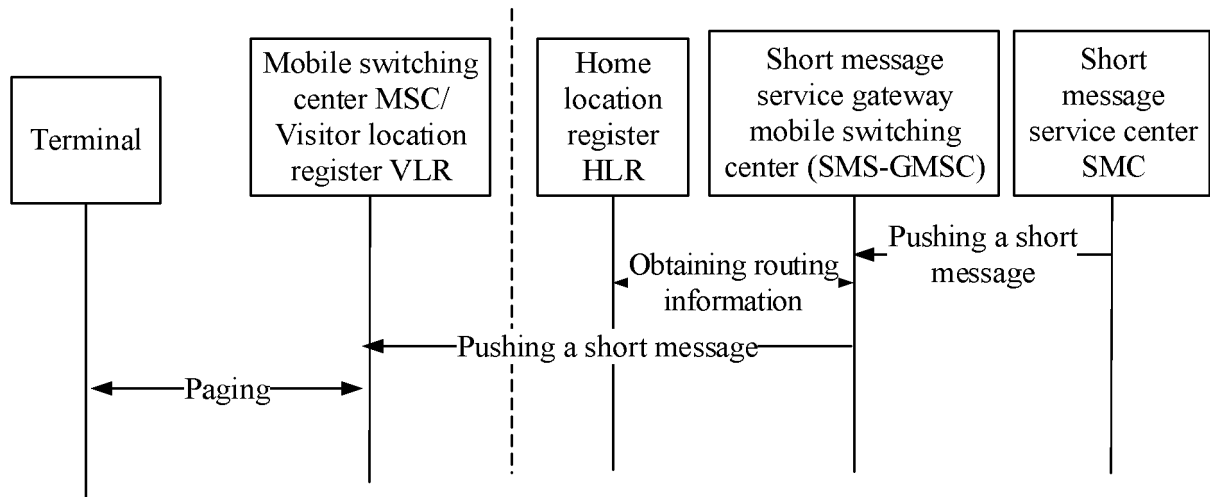 Terminal
Mobile switching
center MSC/
Visitor location
register VLR
Home
location
register
HLR
Short message
service gateway
mobile switching
center (SMS-GMSC)
Short
message
service center
SMC
Pushing a short
message
Obtaining routing
information
Pushing a short message
Paging